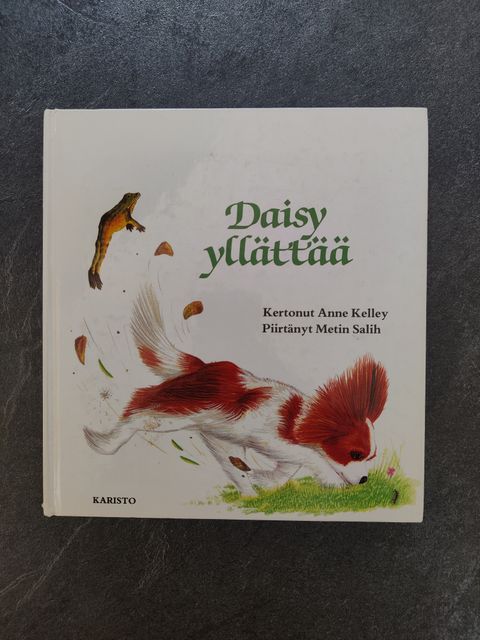 Daisy
yllättää
Kertonut Anne Kelley
Piirtänyt Metin Salih
KARISTO